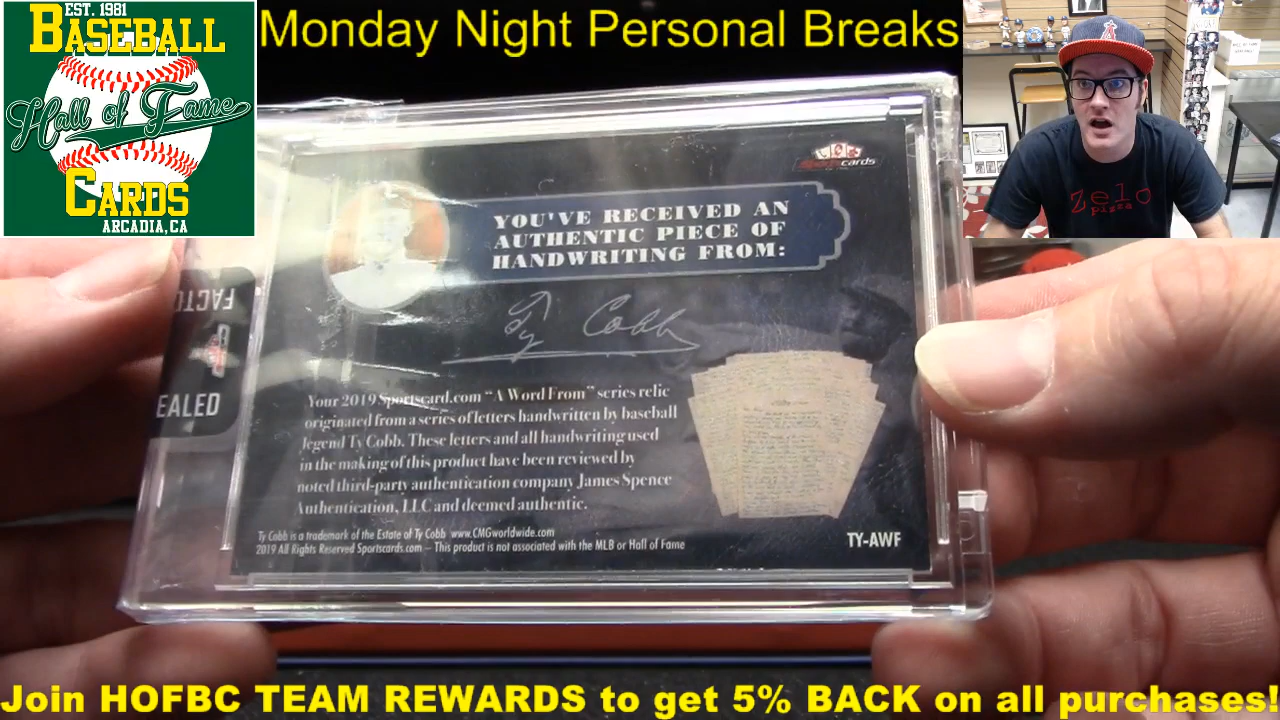 EST. 1981
BASEBALL
Hall of Fame
CARDS
ARCADIA, CA
Monday Night Personal Breaks
A
Zelo
pizza
Sportscards
YOU'VE RECEIVED AN
AUTHENTIC PIECE OF
HANDWRITING FROM:
Ty Cobb
FACTO
EALED
Your 2019 Sportscard.com “A Word From” series relic
originated from a series of letters handwritten by baseball
legend Ty Cobb. These letters and all handwriting used
in the making of this product have been reviewed by
noted third-party authentication company James Spence
Authentication, LLC and deemed authentic.
Ty Cobb is a trademark of the Estate of Ty Cobb www.CMGworldwide.com
2019 All Rights Reserved Sportscards.com – This product is not associated with the MLB or Hall of Fame
TY-AWF
Join HOFBC TEAM REWARDS to get 5% BACK on all purchases!